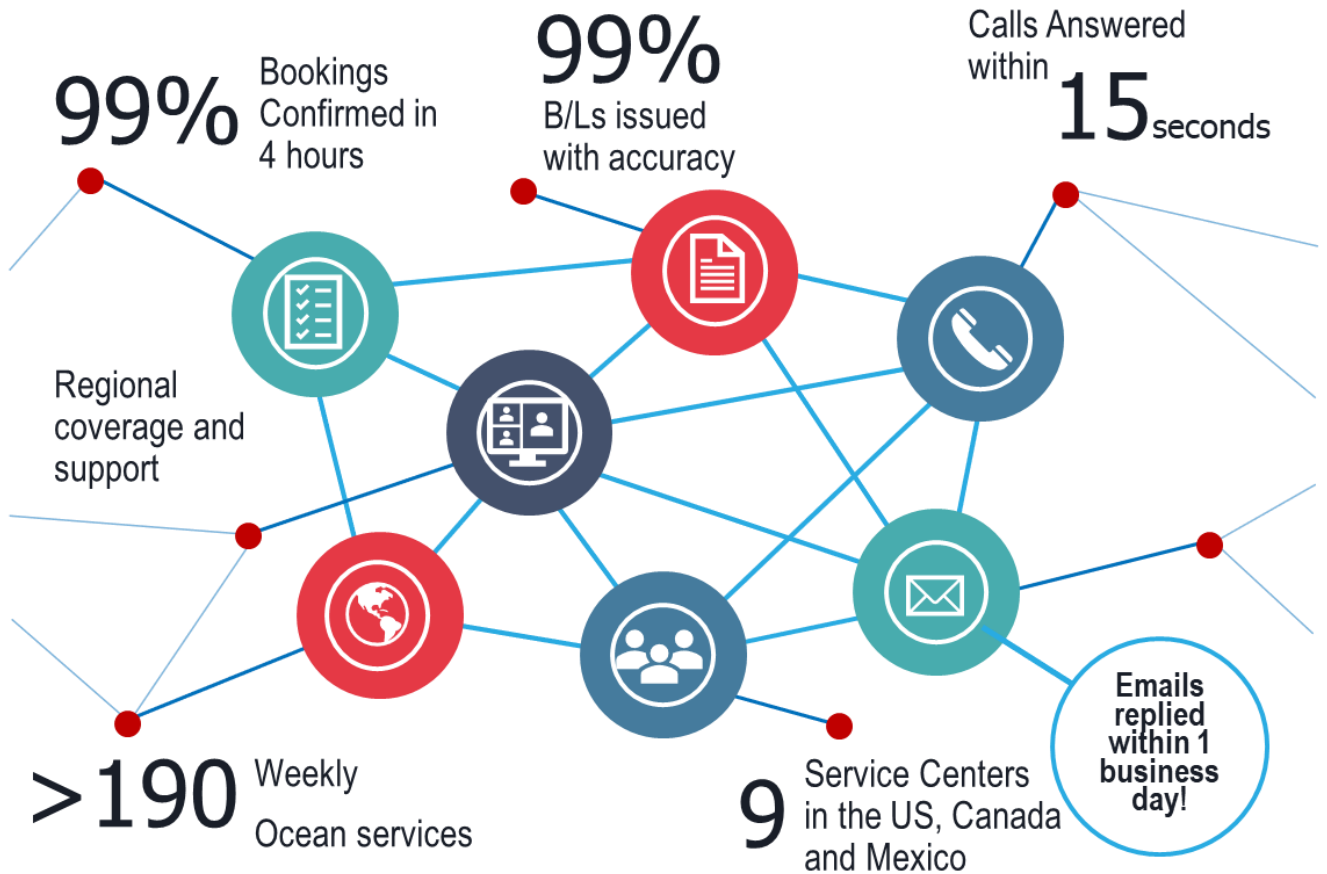 99%
Bookings
Confirmed in
4 hours
99%
B/Ls issued
with accuracy
Calls Answered
within
15 seconds
Regional
coverage and
support
>190
Weekly
Ocean services
9
Service Centers
in the US, Canada
and Mexico
Emails
replied
within 1
business
day!